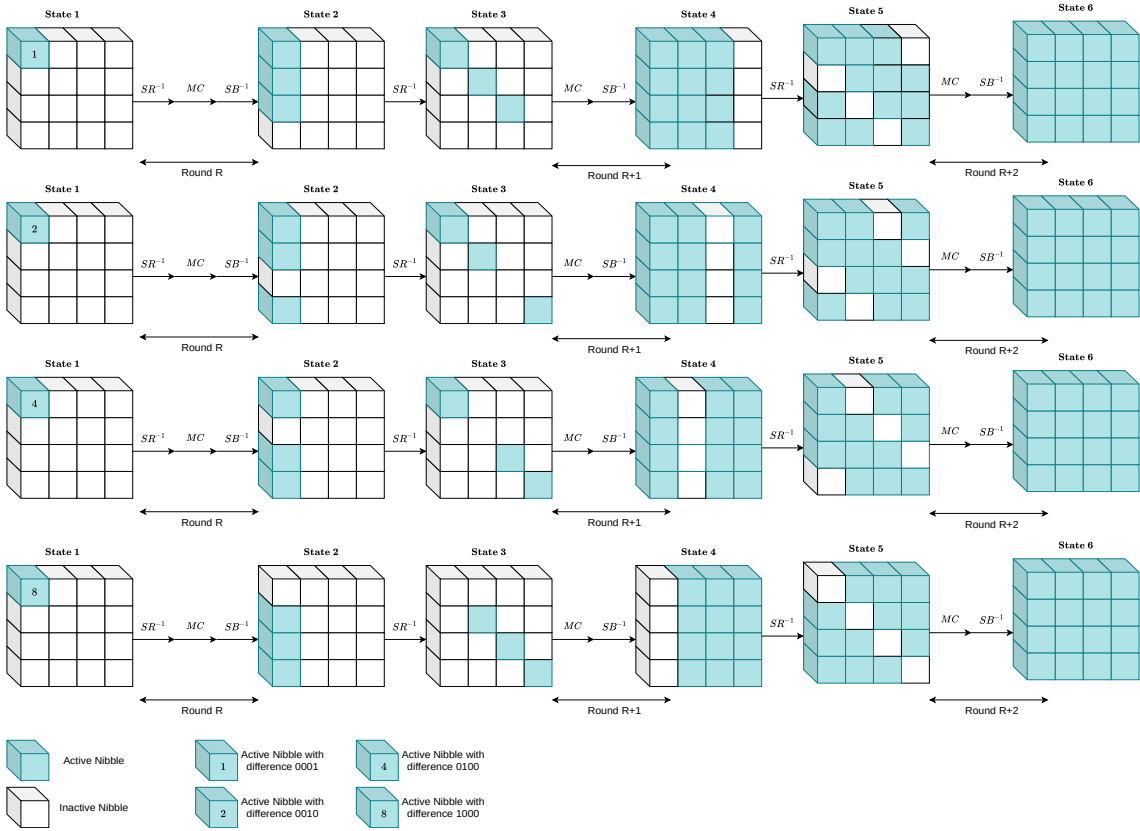 State 1 State 2 State 3 State 4 State 5 State 6
1
SR⁻¹ MC SB⁻¹ SR⁻¹ MC SB⁻¹ SR⁻¹ MC SB⁻¹
Round R Round R+1 Round R+2
State 1 State 2 State 3 State 4 State 5 State 6
2
SR⁻¹ MC SB⁻¹ SR⁻¹ MC SB⁻¹ SR⁻¹ MC SB⁻¹
Round R Round R+1 Round R+2
State 1 State 2 State 3 State 4 State 5 State 6
4
SR⁻¹ MC SB⁻¹ SR⁻¹ MC SB⁻¹ SR⁻¹ MC SB⁻¹
Round R Round R+1 Round R+2
State 1 State 2 State 3 State 4 State 5 State 6
8
SR⁻¹ MC SB⁻¹ SR⁻¹ MC SB⁻¹ SR⁻¹ MC SB⁻¹
Round R Round R+1 Round R+2
Active Nibble
1 Active Nibble with
difference 0001
4 Active Nibble with
difference 0100
Inactive Nibble
2 Active Nibble with
difference 0010
8 Active Nibble with
difference 1000